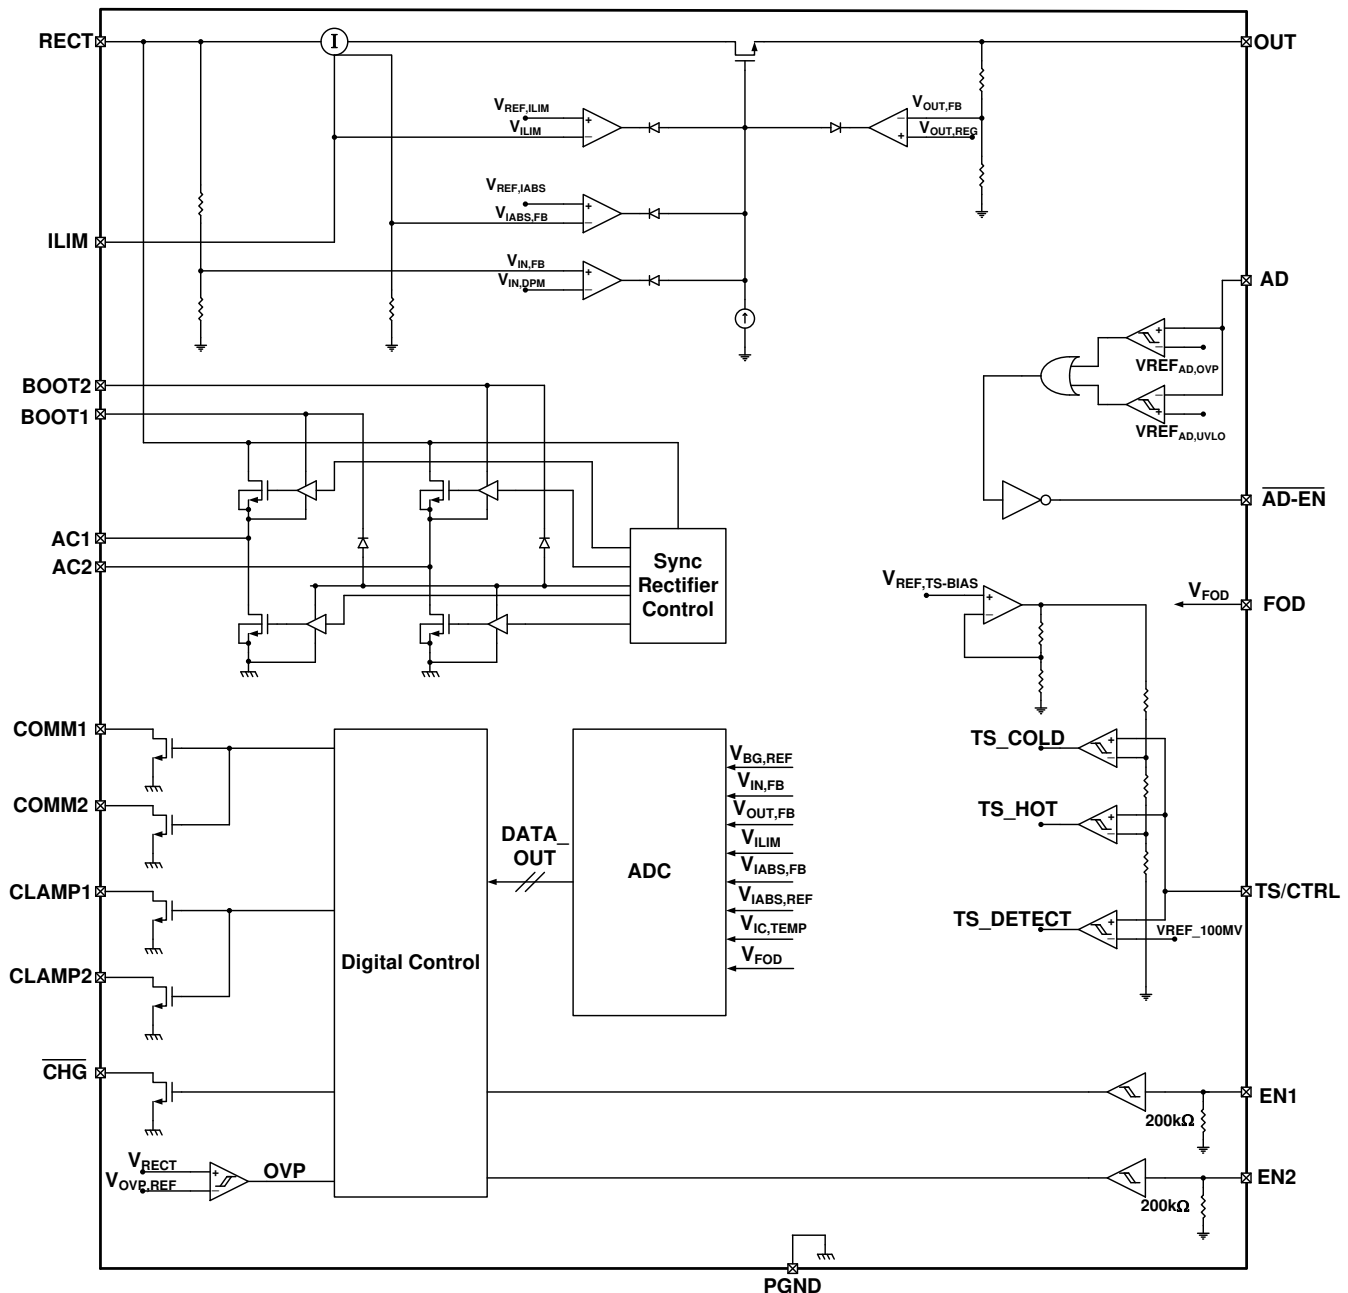 RECT
I
OUT
VREF,ILIM
VILIM
VOUT,FB
VOUT,REG
VREF,IABS
VIABS,FB
ILIM
VIN,FB
VIN,DPM
AD
VREFAD,OVP
VREFAD,UVLO
BOOT2
BOOT1
AD-EN
AC1
AC2
Sync
Rectifier
Control
VREF,TS-BIAS
VFOD
FOD
COMM1
COMM2
CLAMP1
CLAMP2
CHG
Digital Control
DATA_
OUT
ADC
VBG,REF
VIN,FB
VOUT,FB
VILIM
VIABS,FB
VIABS,REF
VIC,TEMP
VFOD
TS_COLD
TS_HOT
TS_DETECT
VREF_100MV
TS/CTRL
EN1
200kΩ
EN2
200kΩ
VRECT
VOVP,REF
OVP
PGND